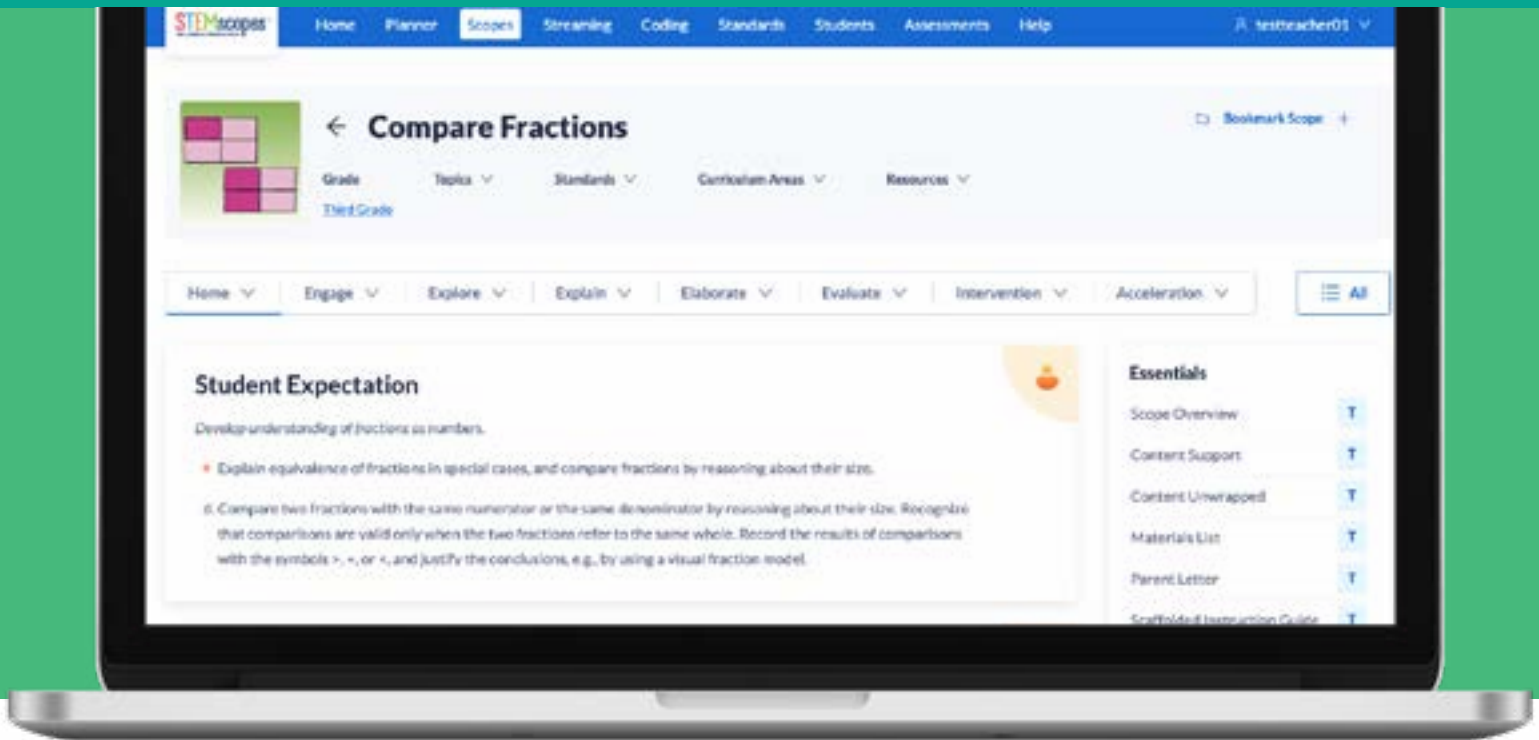 STEMscopes
Home Planner Scopes Streaming Coding Standards Students Assessments Help testteacher01
Compare Fractions
Bookmark Scope +
Grade Topics Standards Curriculum Areas Resources
Third Grade
Home Engage Explore Explain Elaborate Evaluate Intervention Acceleration All
Student Expectation
Develop understanding of fractions as numbers.
Explain equivalence of fractions in special cases, and compare fractions by reasoning about their size.
d. Compare two fractions with the same numerator or the same denominator by reasoning about their size. Recognize
that comparisons are valid only when the two fractions refer to the same whole. Record the results of comparisons
with the symbols >, =, or <, and justify the conclusions, e.g., by using a visual fraction model.
Essentials
Scope Overview T
Content Support T
Content Unwrapped T
Materials List T
Parent Letter T
Scaffolded Instruction Guide T